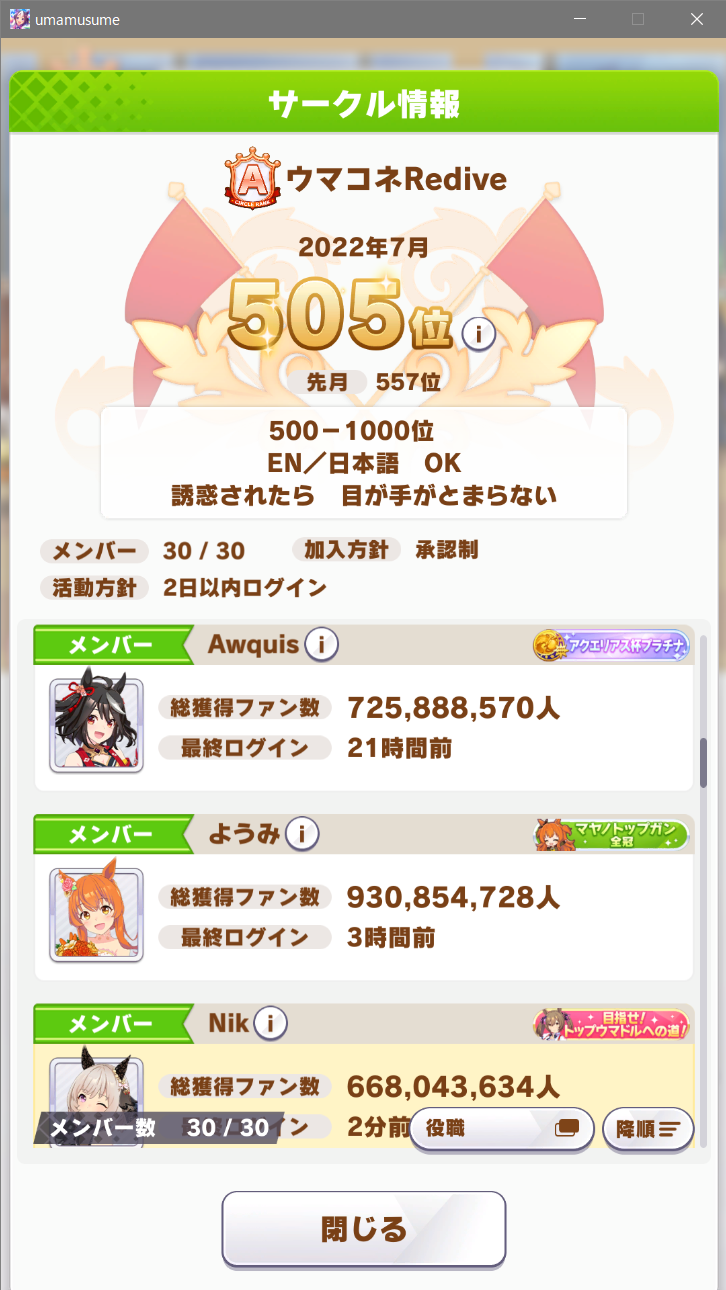 umamusume
サークル情報
A
CIRCLE RANK
ウマコネRedive
2022年7月
505位
i
先月 557位
500－1000位
EN／日本語　OK
誘惑されたら　目が手がとまらない
メンバー 30 / 30 加入方針 承認制
活動方針 2日以内ログイン
メンバー Awquis i アクエリアス杯プラチナ
総獲得ファン数 725,888,570人
最終ログイン 21時間前
メンバー ようみ i マヤノトップガン
全冠
総獲得ファン数 930,854,728人
最終ログイン 3時間前
メンバー Nik i 目指せ!
トップウマドルへの道!
総獲得ファン数 668,043,634人
イン 2分前
メンバー数 30 / 30
役職
降順
閉じる